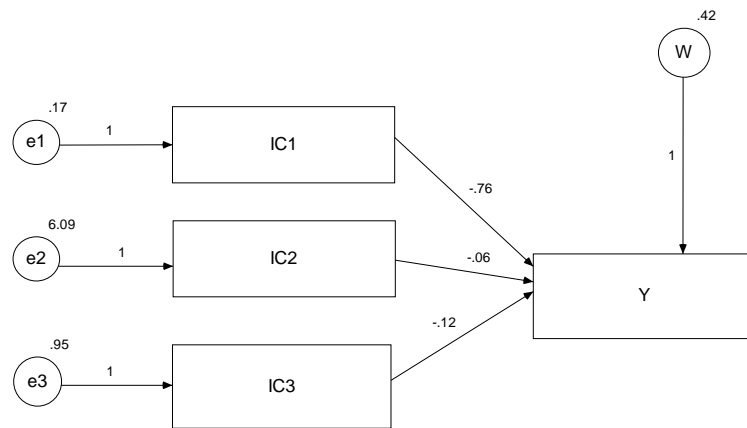 .42
W
.17
e1
1
IC1
-.76
1
6.09
e2
1
IC2
-.06
Y
-.12
.95
e3
1
IC3